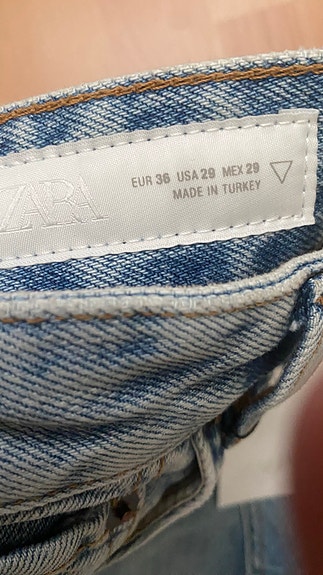 ZARA
EUR 36 USA 29 MEX 29
MADE IN TURKEY